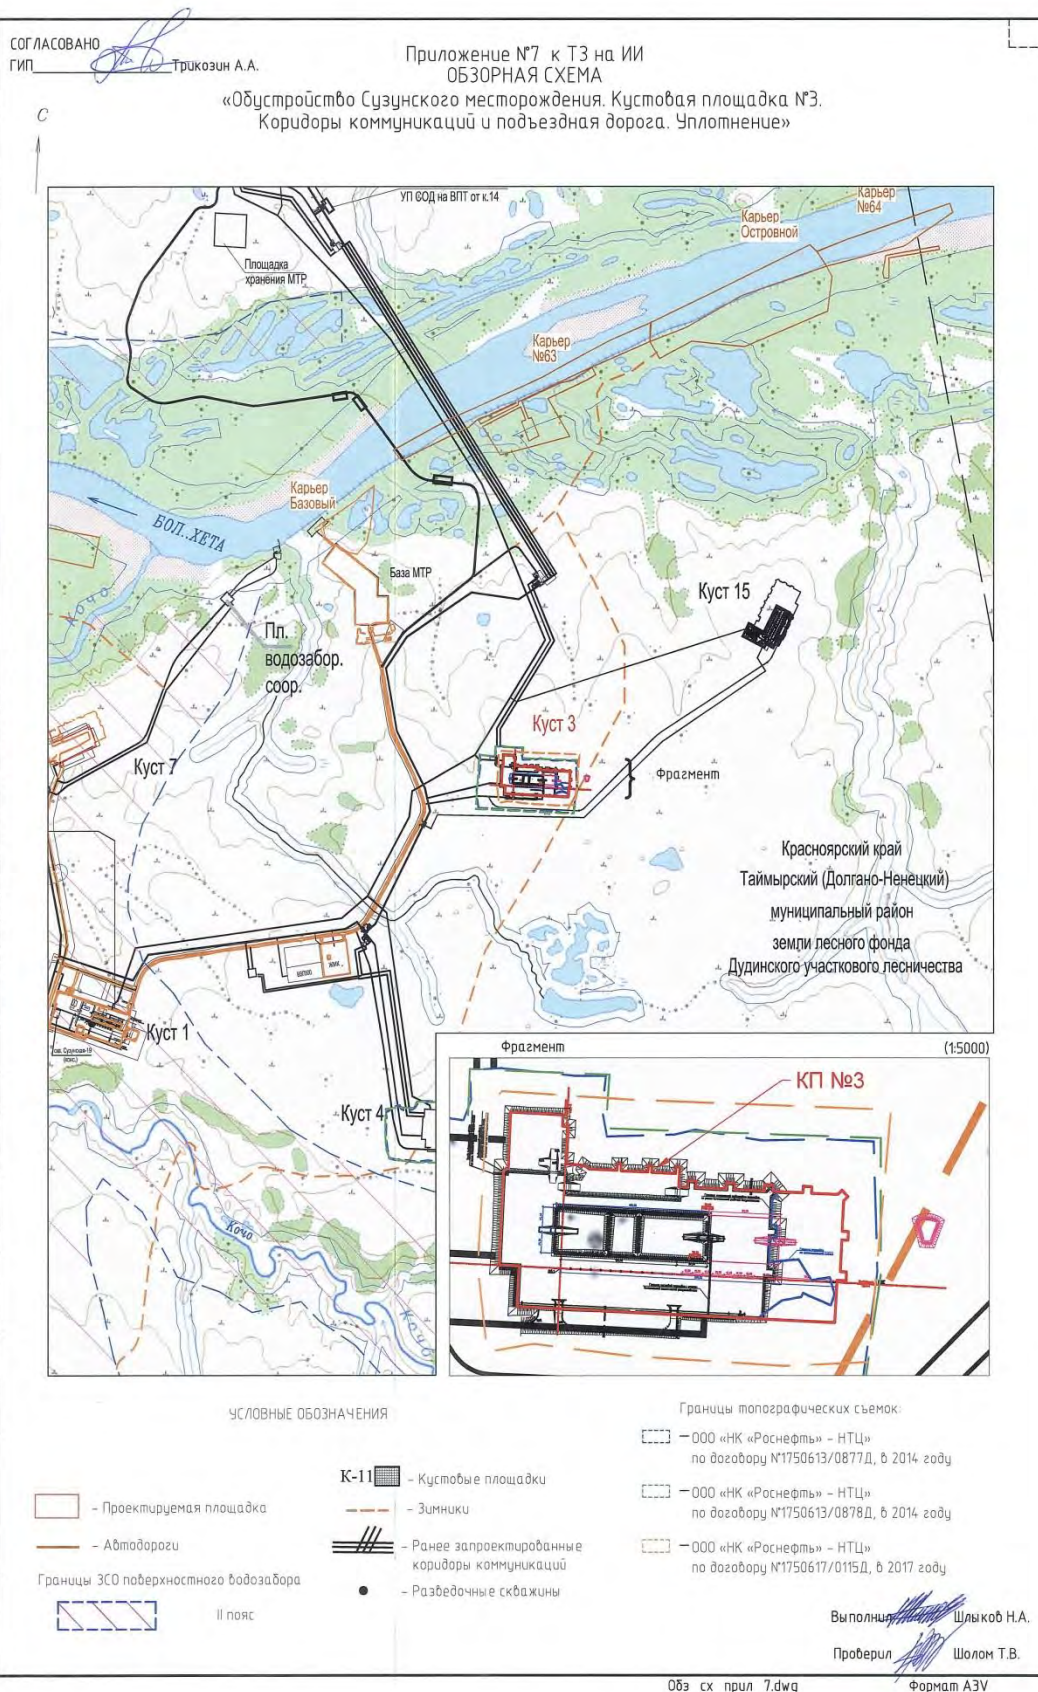 СОГЛАСОВАНО
ГИП Трикозин А.А.
Приложение №7 к ТЗ на ИИ
ОБЗОРНАЯ СХЕМА
«Обустройство Сузунского месторождения. Кустовая площадка №3.
Коридоры коммуникаций и подъездная дорога. Уплотнение»
С
УП СОД на ВПТ от к.14
Карьер
№64
Карьер
Островной
Площадка
хранения МТР
Карьер
№63
Карьер
Базовый
БОЛ. ХЕТА
База МТР
Кочо
Куст 15
Пл.
водозабор.
соор.
Куст 3
Куст 7
Фрагмент
Красноярский край
Таймырский (Долгано-Ненецкий)
муниципальный район
земли лесного фонда
Дудинского участкового лесничества
Куст 1
Куст 4
Кочо
Кочо
Фрагмент
(1:5000)
КП №3
УСЛОВНЫЕ ОБОЗНАЧЕНИЯ
– Проектируемая площадка
– Автодороги
Границы ЗСО поверхностного водозабора
II пояс
К-11 – Кустовые площадки
– Зимники
– Ранее запроектированные
коридоры коммуникаций
– Разведочные скважины
Границы топографических съемок:
– ООО «НК «Роснефть» – НТЦ»
по договору №1750613/0877Д, в 2014 году
– ООО «НК «Роснефть» – НТЦ»
по договору №1750613/0878Д, в 2014 году
– ООО «НК «Роснефть» – НТЦ»
по договору №1750617/0115Д, в 2017 году
Выполнил Шлыков Н.А.
Проверил Шолом Т.В.
Обз_сх_прил_7.dwg
Формат А3V